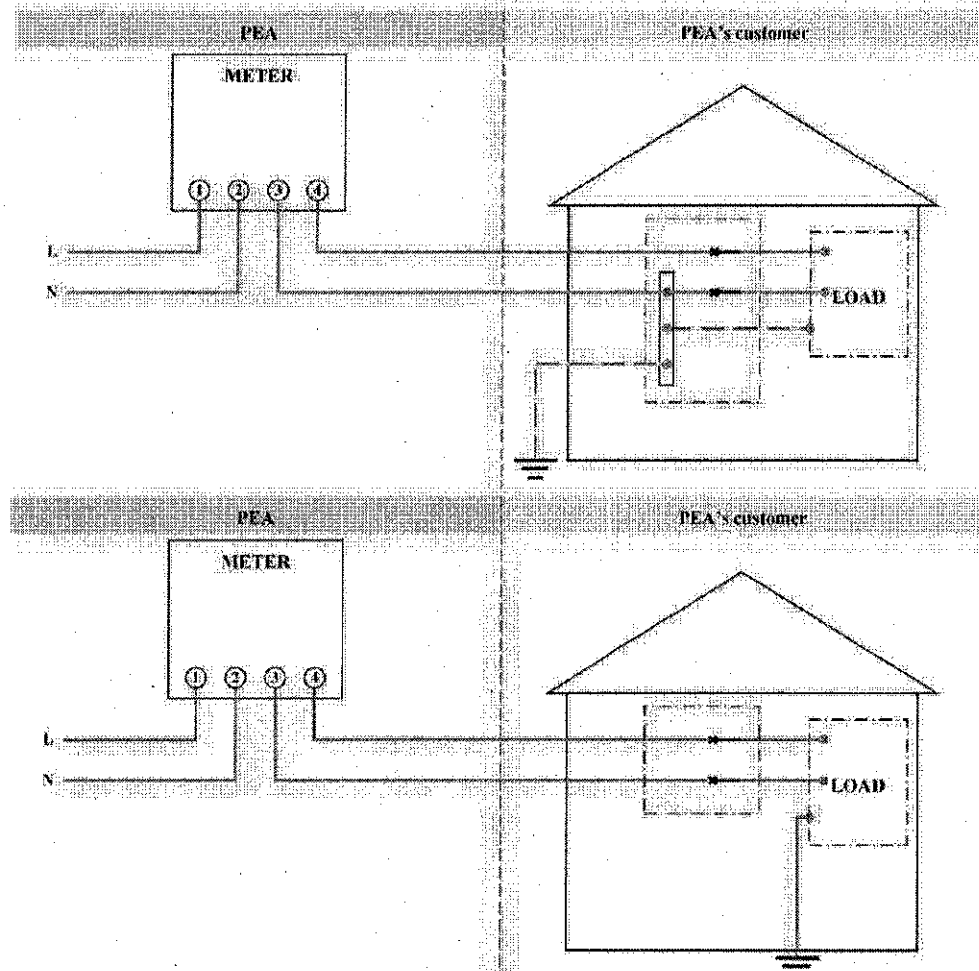 PEA PEA's customer
METER
1 2 3 4
L
N
LOAD
PEA PEA's customer
METER
1 2 3 4
L
N
LOAD